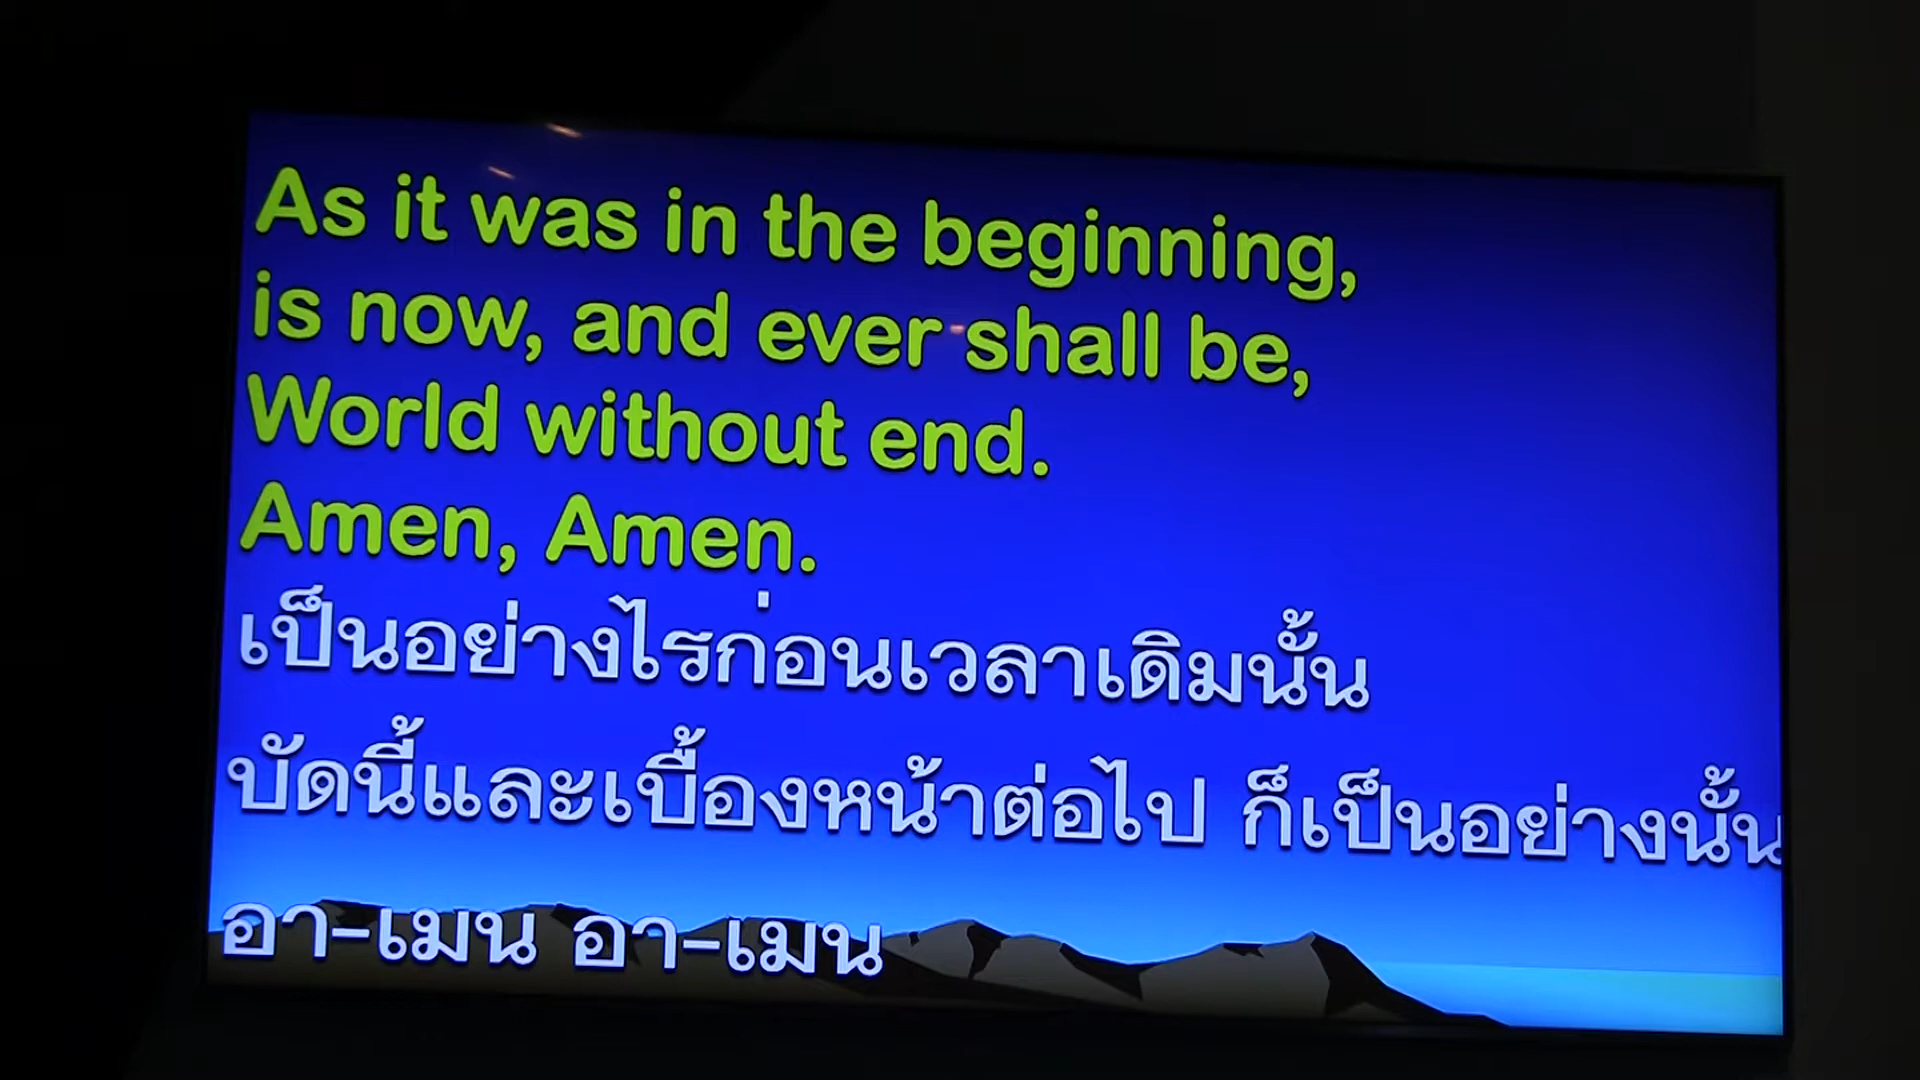 As it was in the beginning,
is now, and ever shall be,
World without end.
Amen, Amen.
เป็นอย่างไรก่อนเวลาเดิมนั้น
บัดนี้และเบื้องหน้าต่อไป ก็เป็นอย่างนั้น
อา-เมน อา-เมน